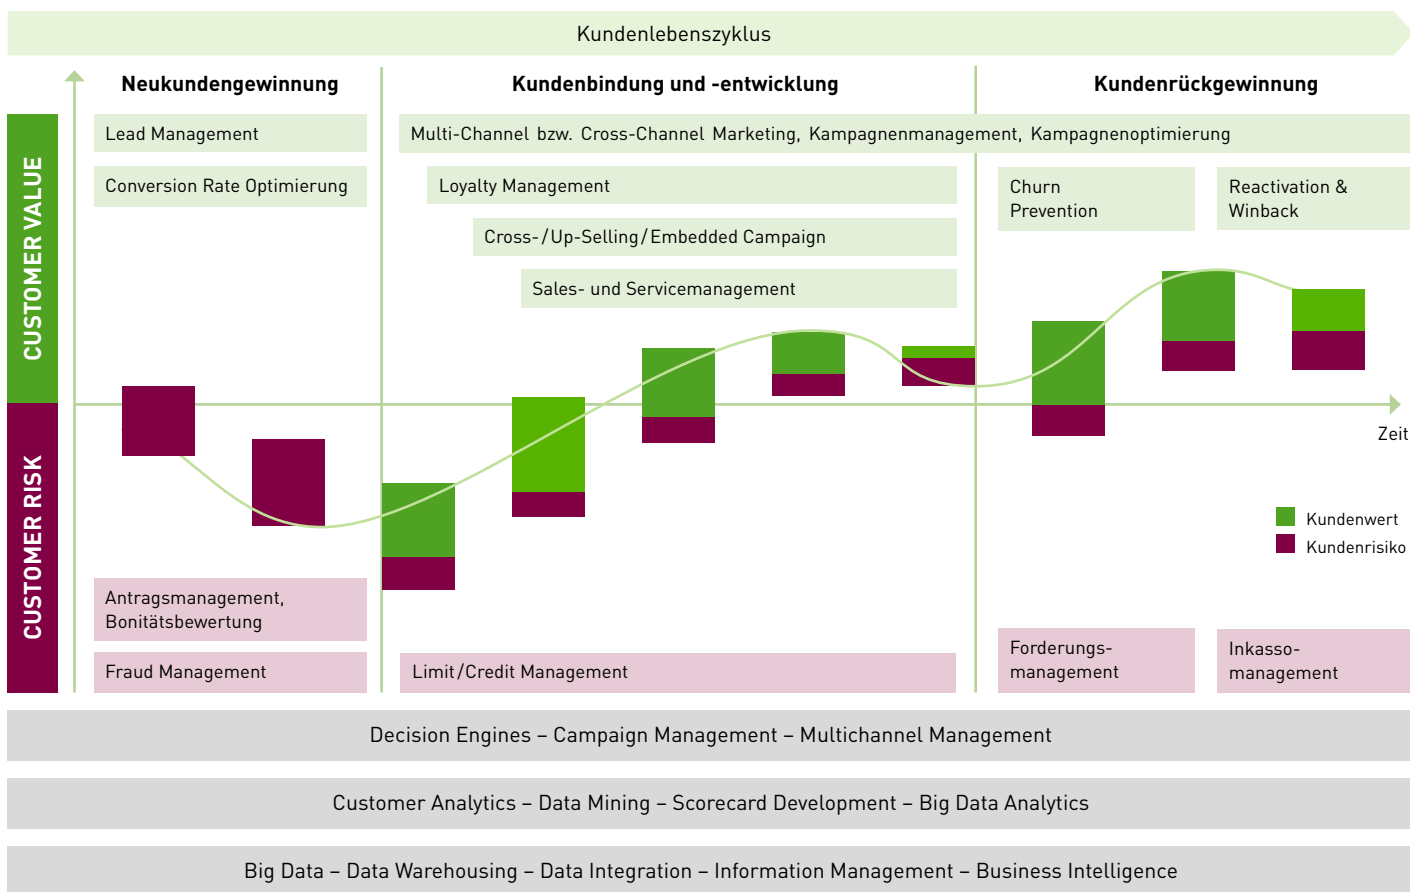 Kundenlebenszyklus
Neukundengewinnung
Kundenbindung und -entwicklung
Kundenrückgewinnung
CUSTOMER VALUE
Lead Management
Multi-Channel bzw. Cross-Channel Marketing, Kampagnenmanagement, Kampagnenoptimierung
Conversion Rate Optimierung
Loyalty Management
Churn
Prevention
Reactivation &
Winback
Cross-/Up-Selling/Embedded Campaign
Sales- und Servicemanagement
Zeit
CUSTOMER RISK
Kundenwert
Kundenrisiko
Antragsmanagement,
Bonitätsbewertung
Fraud Management
Limit/Credit Management
Forderungs-
management
Inkasso-
management
Decision Engines – Campaign Management – Multichannel Management
Customer Analytics – Data Mining – Scorecard Development – Big Data Analytics
Big Data – Data Warehousing – Data Integration – Information Management – Business Intelligence